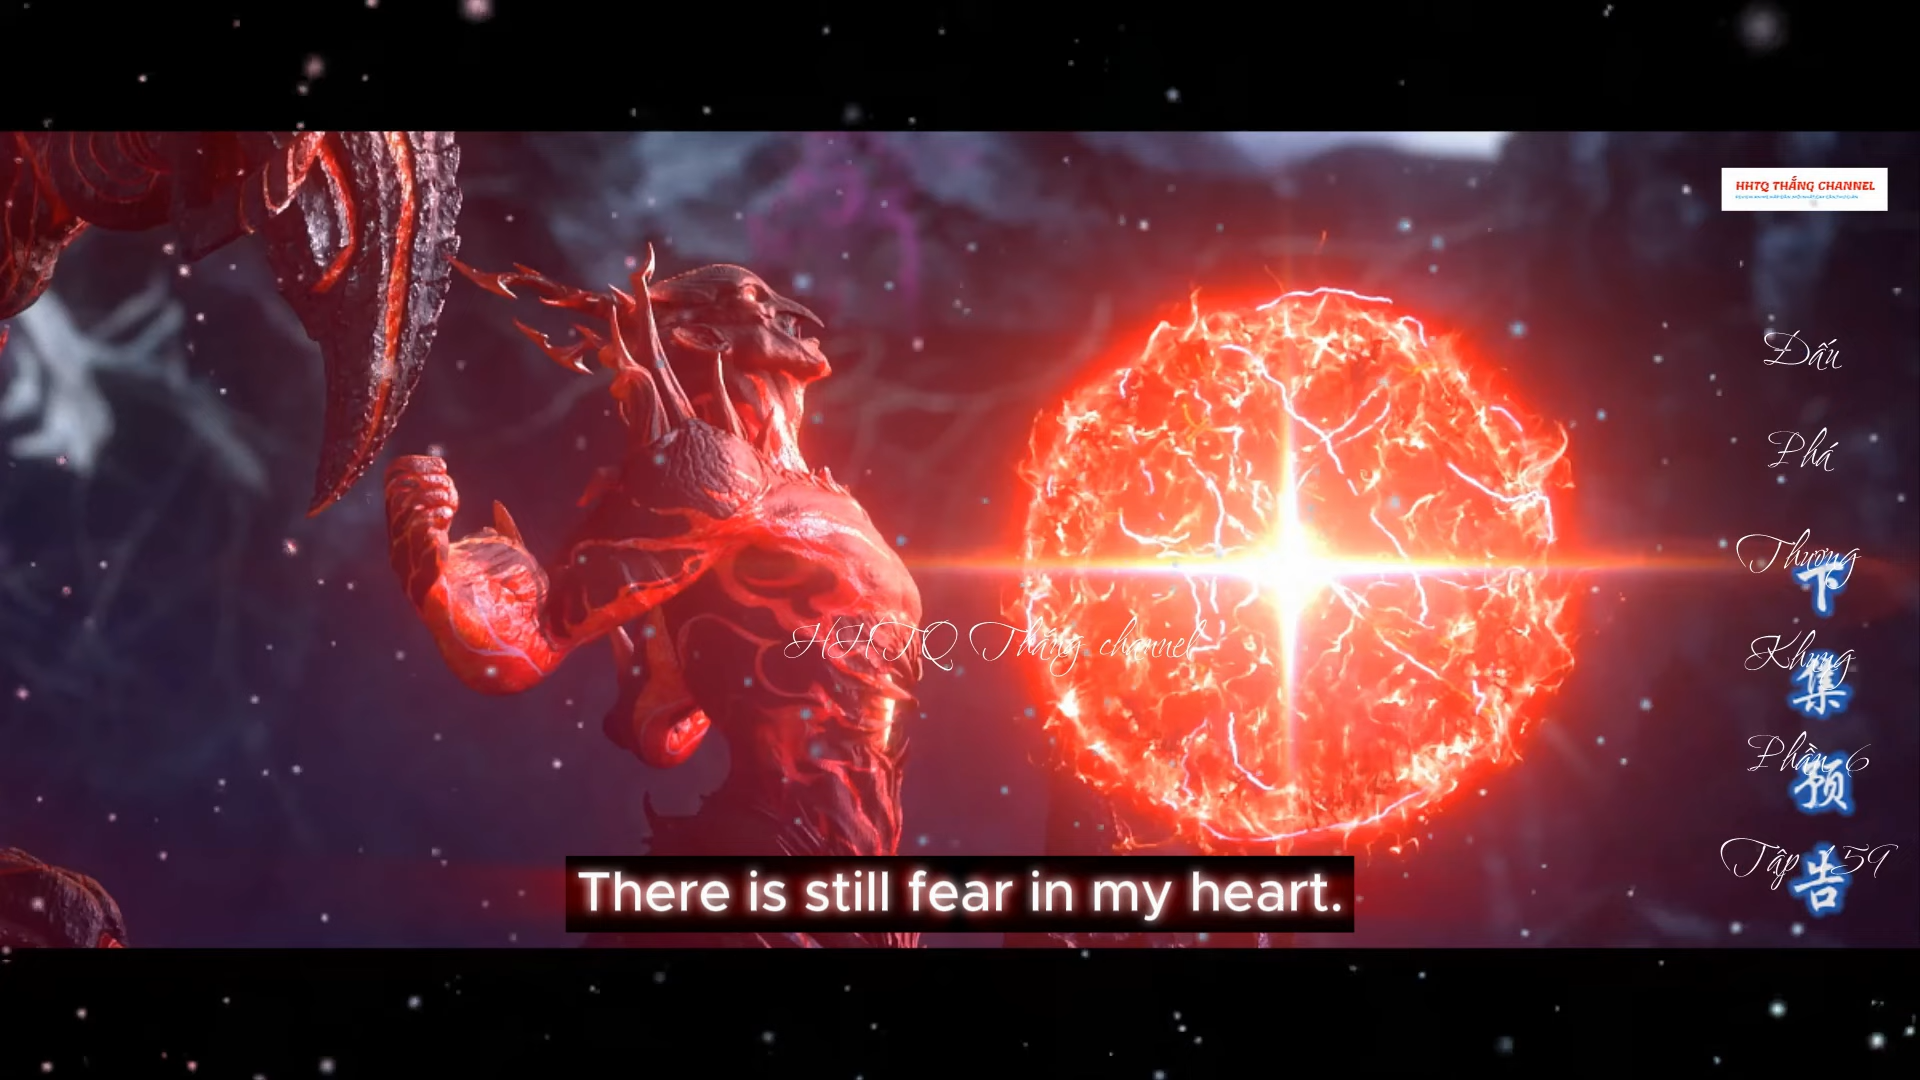 HHTQ THẮNG CHANNEL
Đấu
Phá
Thương
Khung
Phần 6
Tập 159
下
集
预
告
HHTQ Thắng channel
There is still fear in my heart.